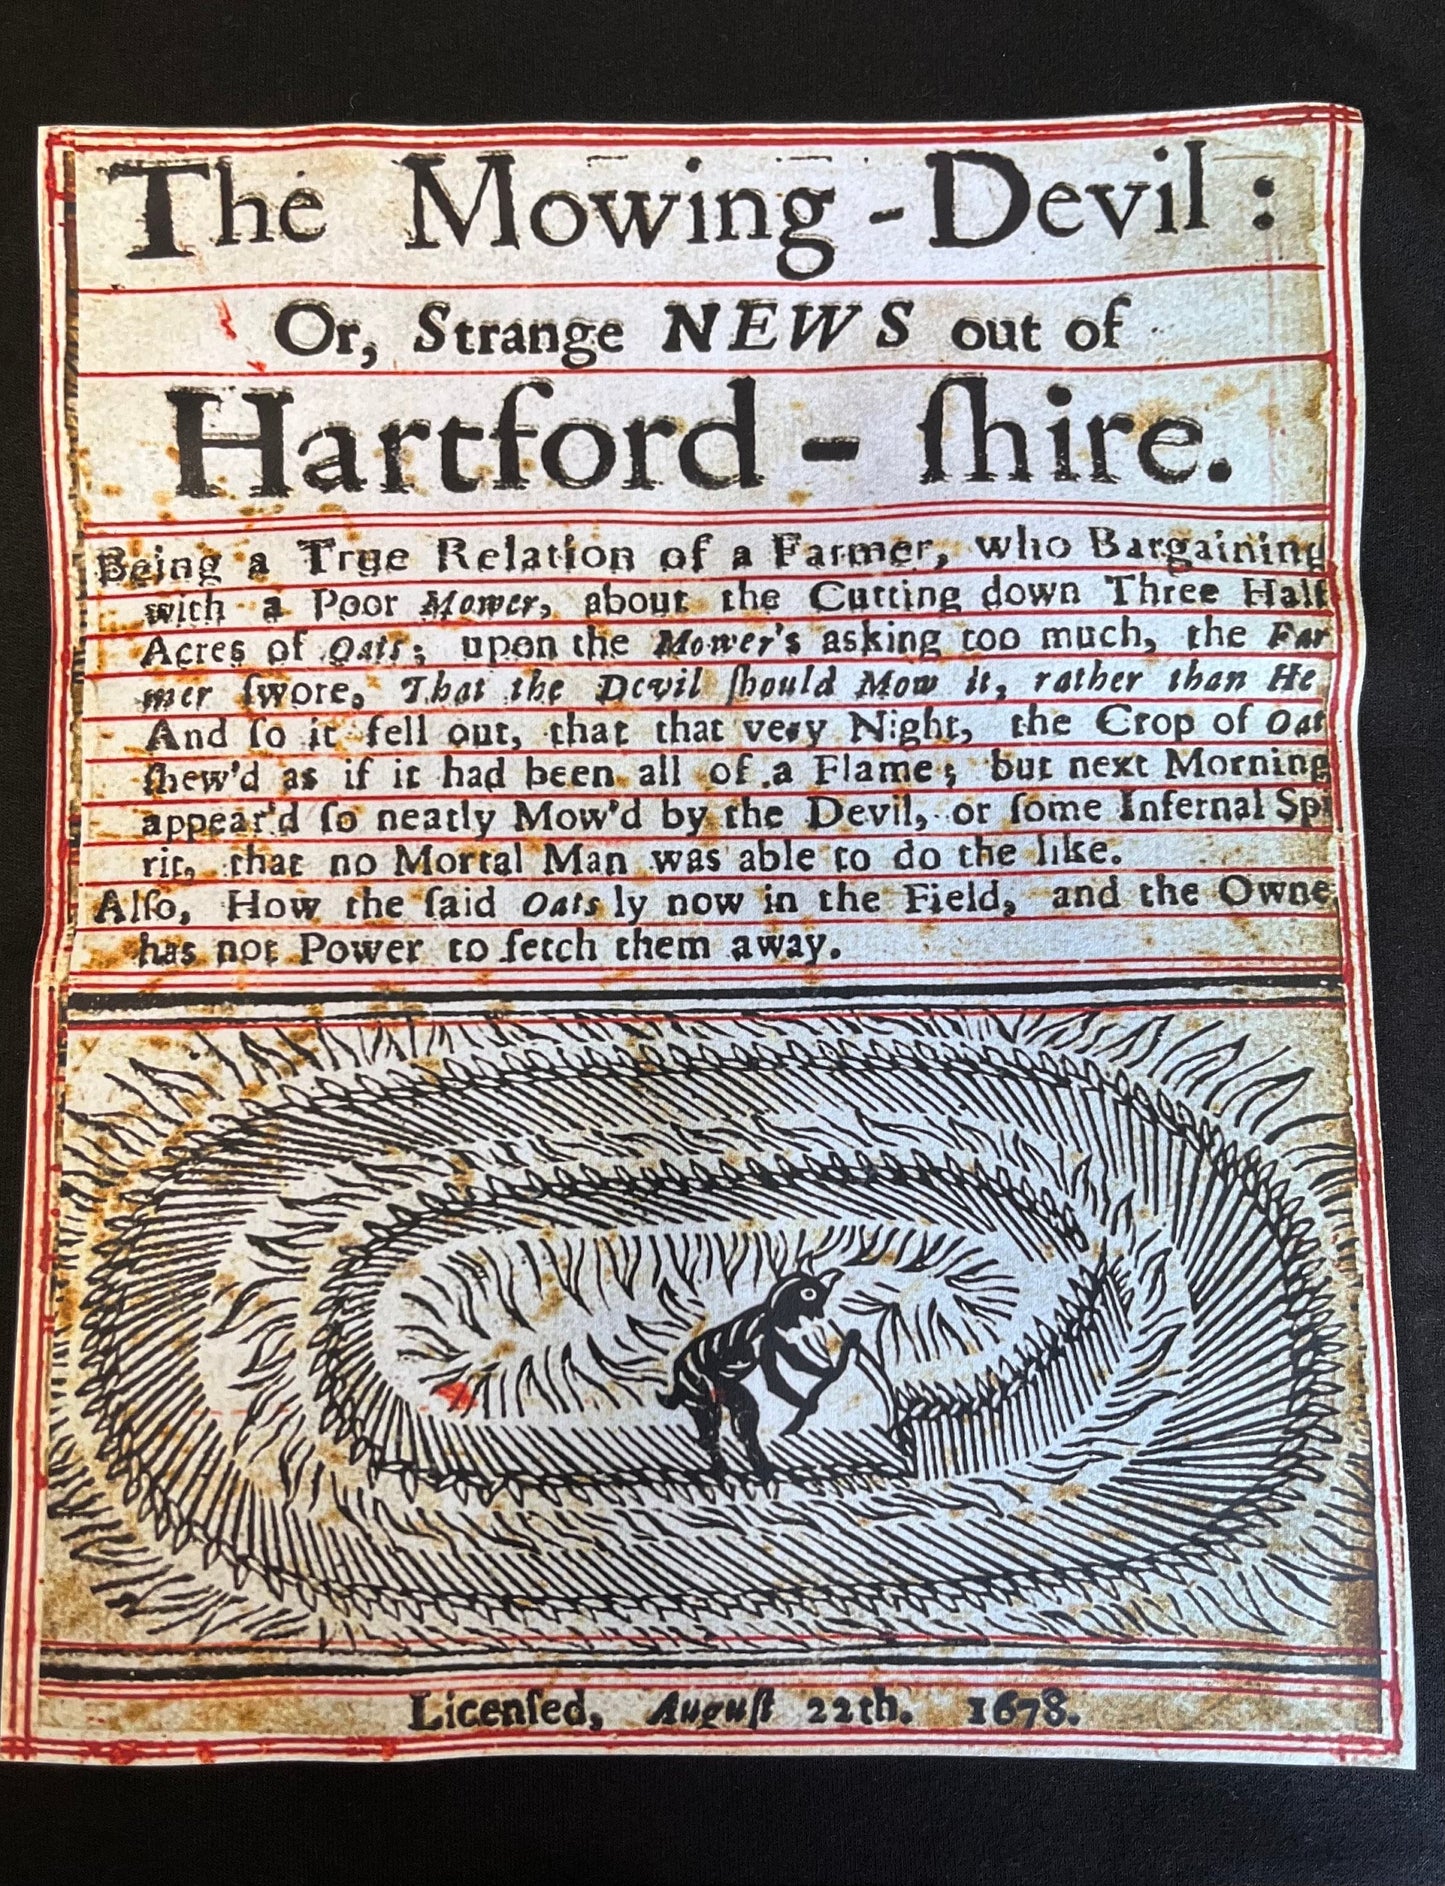 The Mowing-Devil:
Or, Strange NEWS out of
Hartford-ſhire.
Being a True Relation of a Farmer, who Bargaining
with a Poor Mower, about the Cutting down Three Half
Acres of Oats; upon the Mower's asking too much, the Far
mer ſwore, That the Devil ſhould Mow it, rather than He
And ſo it fell out, that that very Night, the Crop of Oat
ſhew'd as if it had been all of a Flame; but next Morning
appear'd ſo neatly Mow'd by the Devil, or ſome Infernal Spi
rit, that no Mortal Man was able to do the like.
Alſo, How the ſaid Oats ly now in the Field, and the Owne
has not Power to fetch them away.
Licenſed, Auguſt 22th. 1678.